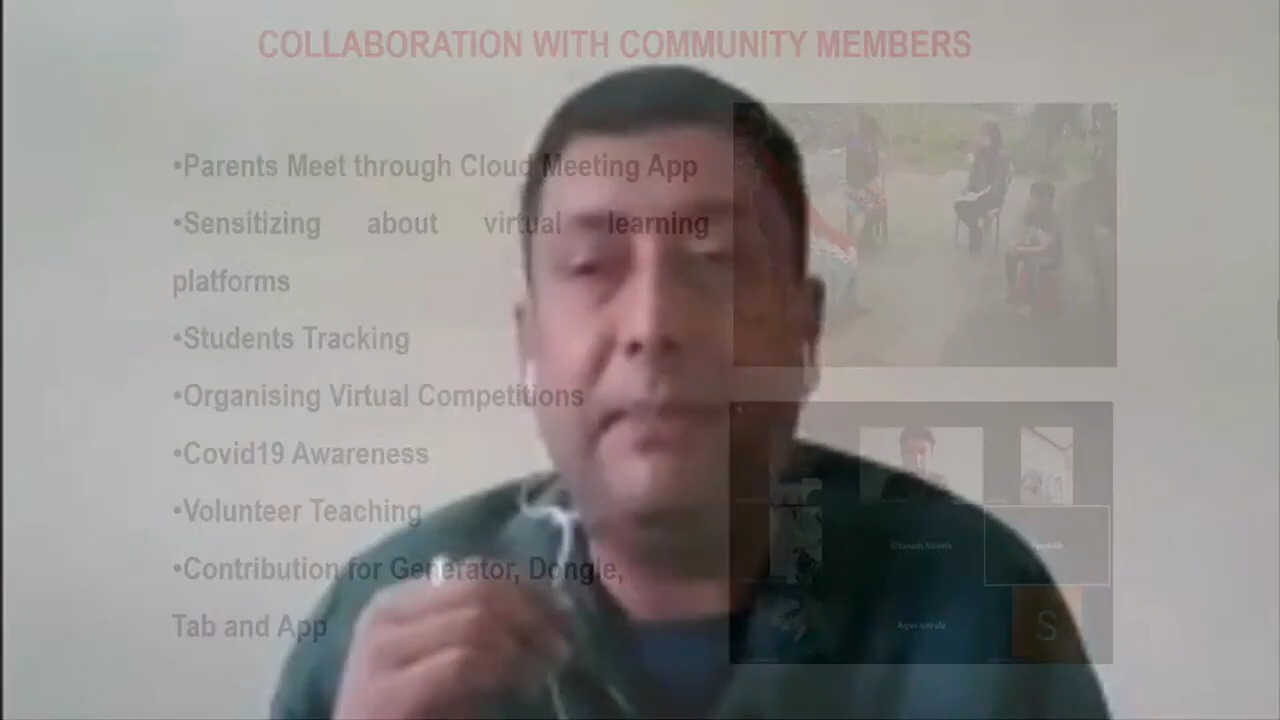 COLLABORATION WITH COMMUNITY MEMBERS
•Parents Meet through Cloud Meeting App
•Sensitizing about virtual learning
platforms
•Students Tracking
•Organising Virtual Competitions
•Covid19 Awareness
•Volunteer Teaching
•Contribution for Generator, Dongle,
Tab and App
S